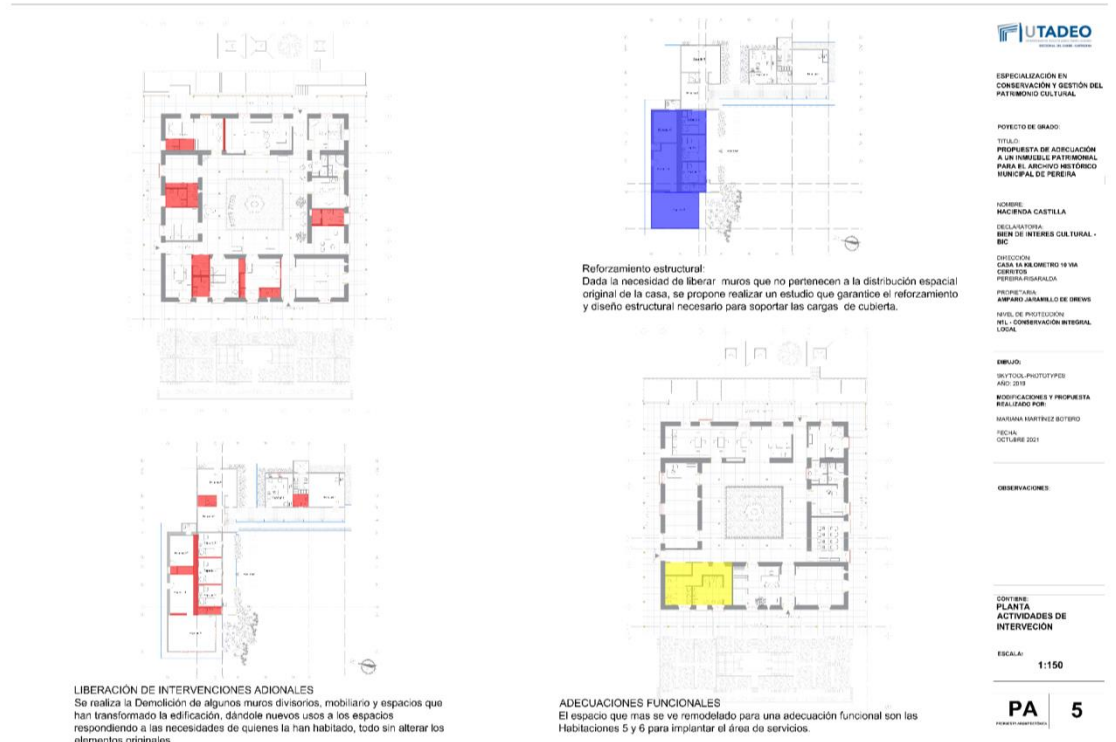 Reforzamiento estructural:
Dada la necesidad de liberar muros que no pertenecen a la distribución espacial
original de la casa, se propone realizar un estudio que garantice el reforzamiento
y diseño estructural necesario para soportar las cargas de cubierta.
LIBERACIÓN DE INTERVENCIONES ADIONALES
Se realiza la Demolición de algunos muros divisorios, mobiliario y espacios que
han transformado la edificación, dándole nuevos usos a los espacios
respondiendo a las necesidades de quienes la han habitado, todo sin alterar los
elementos originales
ADECUACIONES FUNCIONALES
El espacio que mas se ve remodelado para una adecuación funcional son las
Habitaciones 5 y 6 para implantar el área de servicios.
UTADEO
ESPECIALIZACIÓN EN
CONSERVACIÓN Y GESTIÓN DEL
PATRIMONIO CULTURAL
POYECTO DE GRADO:
TITULO:
PROPUESTA DE ADECUACIÓN
A UN INMUEBLE PATRIMONIAL
PARA EL ARCHIVO HISTÓRICO
MUNICIPAL DE PEREIRA
NOMBRE:
HACIENDA CASTILLA
DECLARATORIA:
BIEN DE INTERES CULTURAL -
BIC
DIRECCIÓN:
CASA 1A KILOMETRO 10 VIA
CERRITOS
PEREIRA-RISARALDA
PROPIETARIA:
AMPARO JARAMILLO DE DREWS
NIVEL DE PROTECCIÓN:
N1L - CONSERVACIÓN INTEGRAL
LOCAL
DIBUJO:
SKYTOOL-PHOTOTYPES
AÑO: 2018
MODIFICACIONES Y PROPUESTA
REALIZADO POR:
MARIANA MARTÍNEZ BOTERO
FECHA:
OCTUBRE 2021
OBSERVACIONES:
CONTIENE:
PLANTA
ACTIVIDADES DE
INTERVECIÓN
ESCALA:
1:150
PA
5